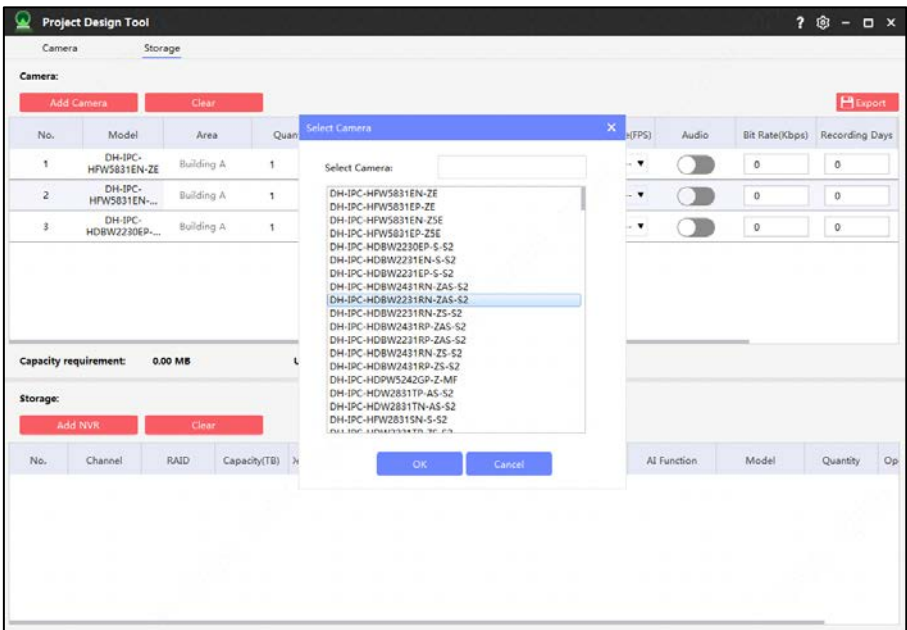 Project Design Tool
Camera Storage
Camera:
Add Camera Clear Export
No. Model Area Quan (FPS) Audio Bit Rate(Kbps) Recording Days
1 DH-IPC-HFW5831EN-ZE Building A 1 0 0
2 DH-IPC-HFW5831EN-... Building A 1 0 0
3 DH-IPC-HDBW2230EP-... Building A 1 0 0
Capacity requirement: 0.00 MB
Select Camera
Select Camera:
DH-IPC-HFW5831EN-ZE
DH-IPC-HFW5831EP-ZE
DH-IPC-HFW5831EN-Z5E
DH-IPC-HFW5831EP-Z5E
DH-IPC-HDBW2230EP-S-S2
DH-IPC-HDBW2231EN-S-S2
DH-IPC-HDBW2231EP-S-S2
DH-IPC-HDBW2431RN-ZAS-S2
DH-IPC-HDBW2231RN-ZAS-S2
DH-IPC-HDBW2231RN-ZS-S2
DH-IPC-HDBW2431RP-ZAS-S2
DH-IPC-HDBW2231RP-ZAS-S2
DH-IPC-HDBW2431RN-ZS-S2
DH-IPC-HDBW2431RP-ZS-S2
DH-IPC-HDPW5242GP-Z-MF
DH-IPC-HDW2831TP-AS-S2
DH-IPC-HDW2831TN-AS-S2
DH-IPC-HFW2831SN-S-S2
OK Cancel
Storage:
Add NVR Clear
No. Channel RAID Capacity(TB) AI Function Model Quantity Op